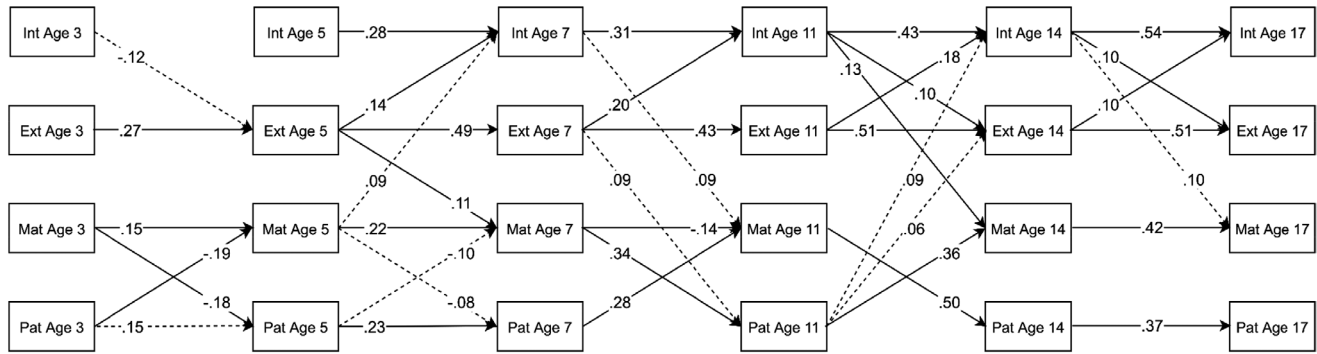 Int Age 3
Int Age 5
.28
Int Age 7
.31
Int Age 11
.43
Int Age 14
.54
Int Age 17
-.12
.18
.10
.13
.14
.20
.10
.10
Ext Age 3
.27
Ext Age 5
.49
Ext Age 7
.43
Ext Age 11
.51
Ext Age 14
.51
Ext Age 17
.09
.09
.09
.09
.10
.11
Mat Age 3
.15
Mat Age 5
.22
Mat Age 7
-.14
Mat Age 11
.06
Mat Age 14
.42
Mat Age 17
-.19
-.10
.34
.36
-.18
-.08
.28
.50
Pat Age 3
-.15
Pat Age 5
.23
Pat Age 7
Pat Age 11
Pat Age 14
.37
Pat Age 17